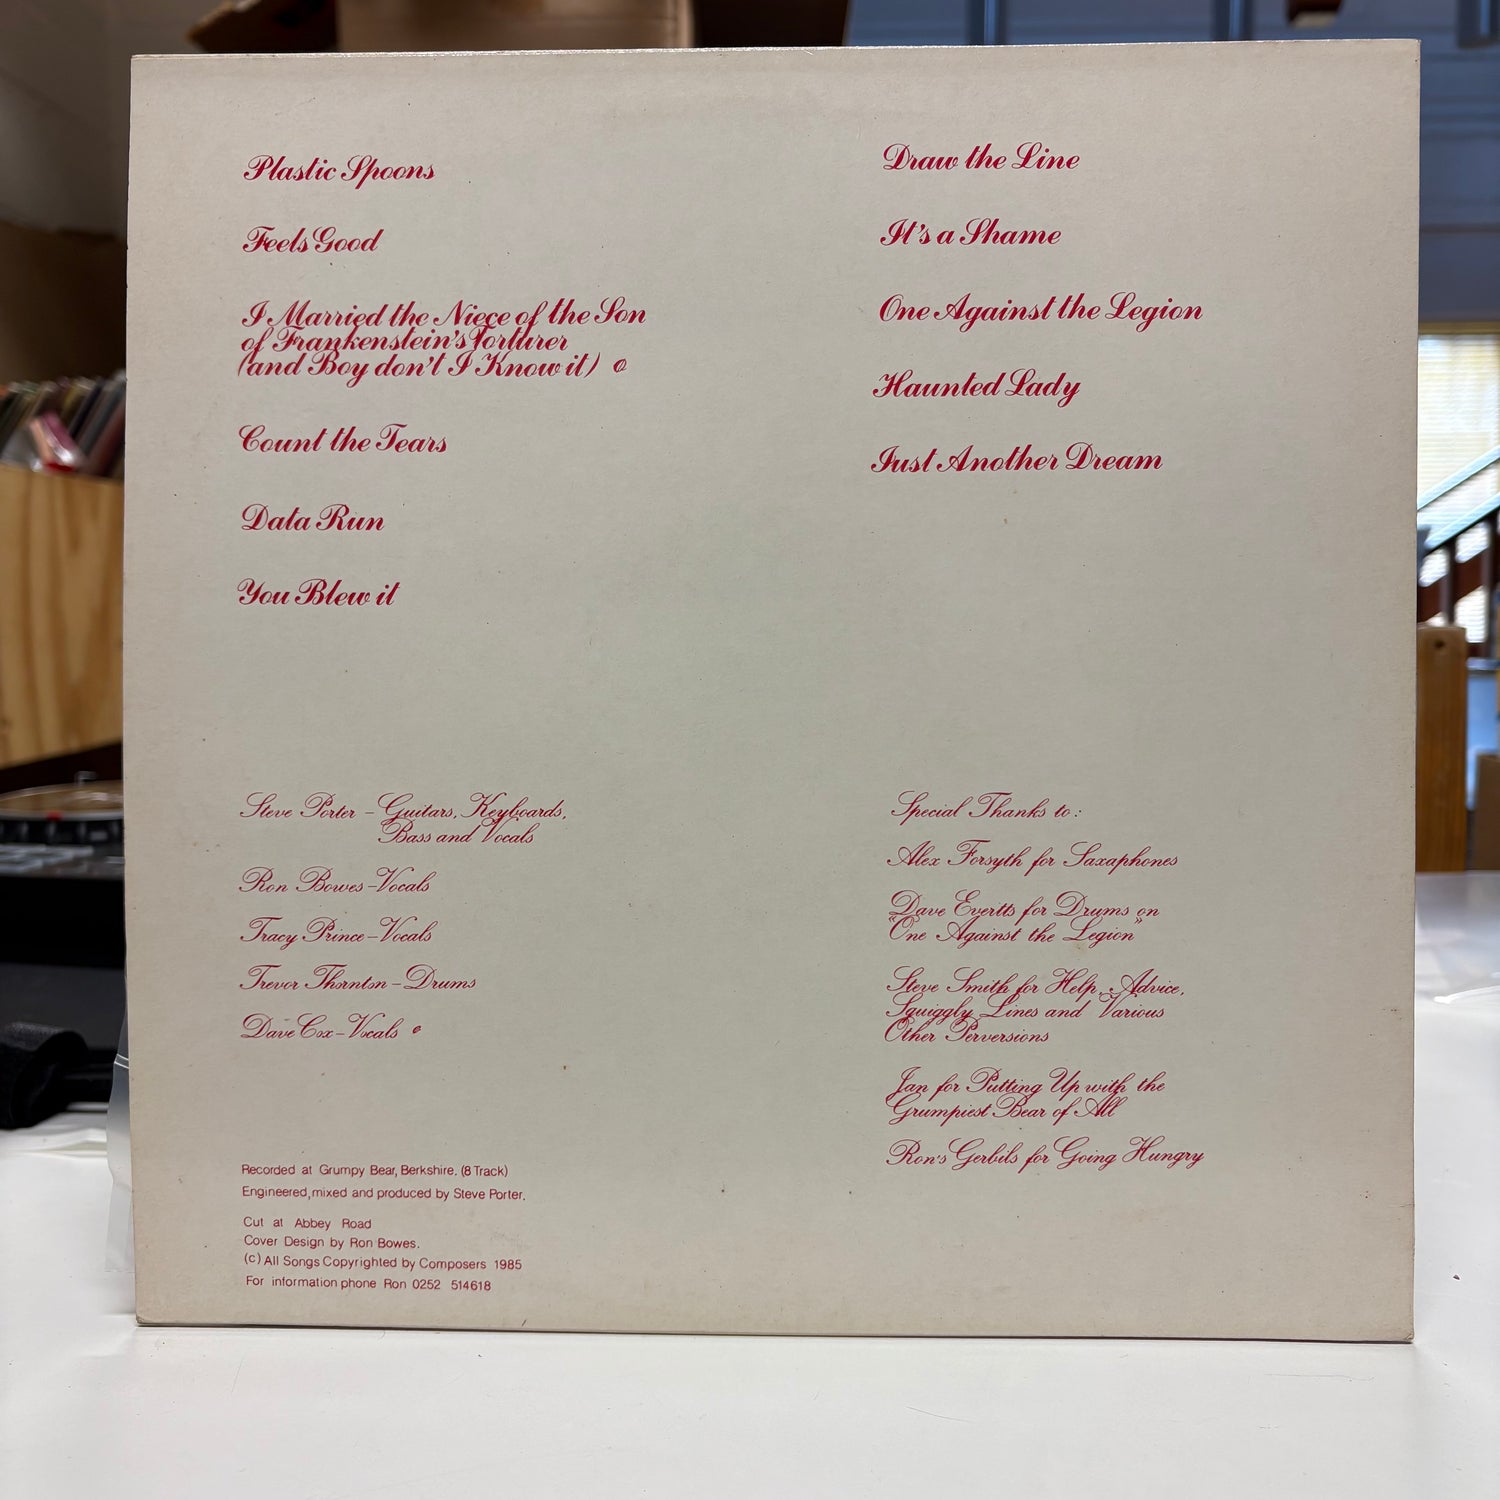 Plastic Spoons
Feels Good
I Married the Niece of the Son
of Frankenstein's Torturer
(and Boy don't I Know it)
Count the Tears
Data Run
You Blew it
Draw the Line
It's a Shame
One Against the Legion
Haunted Lady
Just Another Dream
Steve Porter - Guitars, Keyboards,
Bass and Vocals
Ron Bowes - Vocals
Tracy Prince - Vocals
Trevor Thornton - Drums
Dave Cox - Vocals
Recorded at Grumpy Bear, Berkshire. (8 Track)
Engineered, mixed and produced by Steve Porter.
Cut at Abbey Road
Cover Design by Ron Bowes.
(c) All Songs Copyrighted by Composers 1985
For information phone Ron 0252 514618
Special Thanks to:
Alex Forsyth for Saxaphones
Dave Evertts for Drums on
"One Against the Legion"
Steve Smith for Help, Advice,
Squiggly Lines and Various
Other Perversions
Jan for Putting Up with the
Grumpiest Bear of All
Ron's Gerbils for Going Hungry